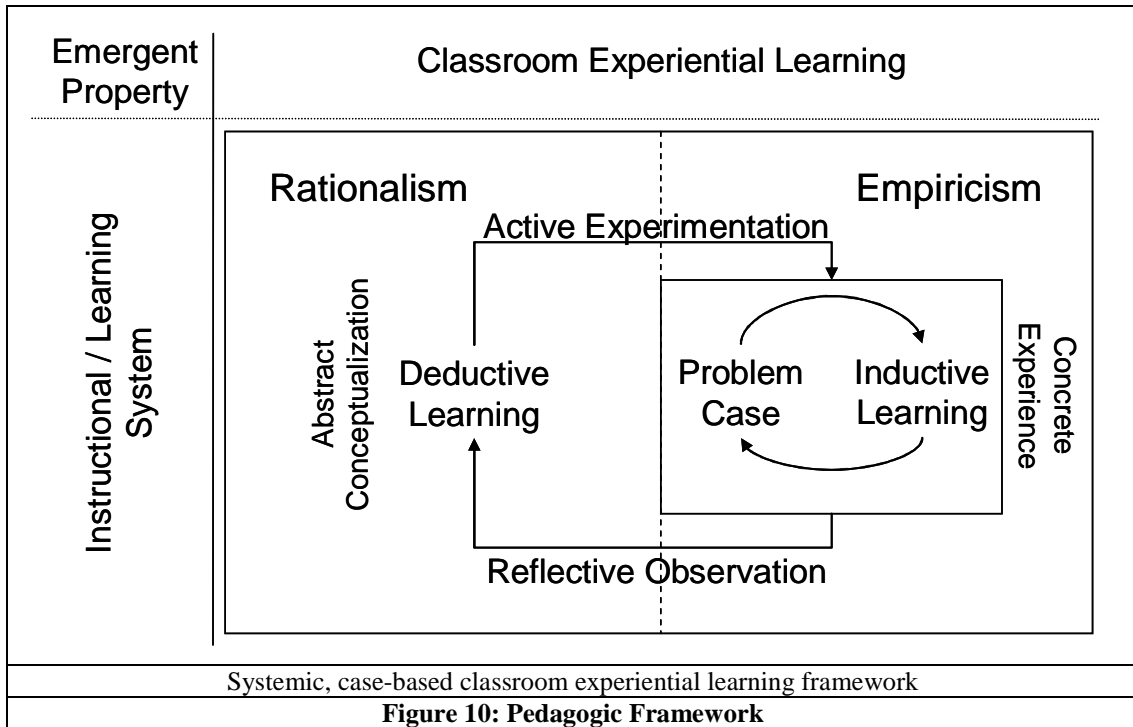 Emergent
Property
Classroom Experiential Learning
Instructional / Learning
System
Rationalism
Empiricism
Active Experimentation
Abstract
Conceptualization
Deductive
Learning
Problem
Case
Inductive
Learning
Concrete
Experience
Reflective Observation
Systemic, case-based classroom experiential learning framework
Figure 10: Pedagogic Framework